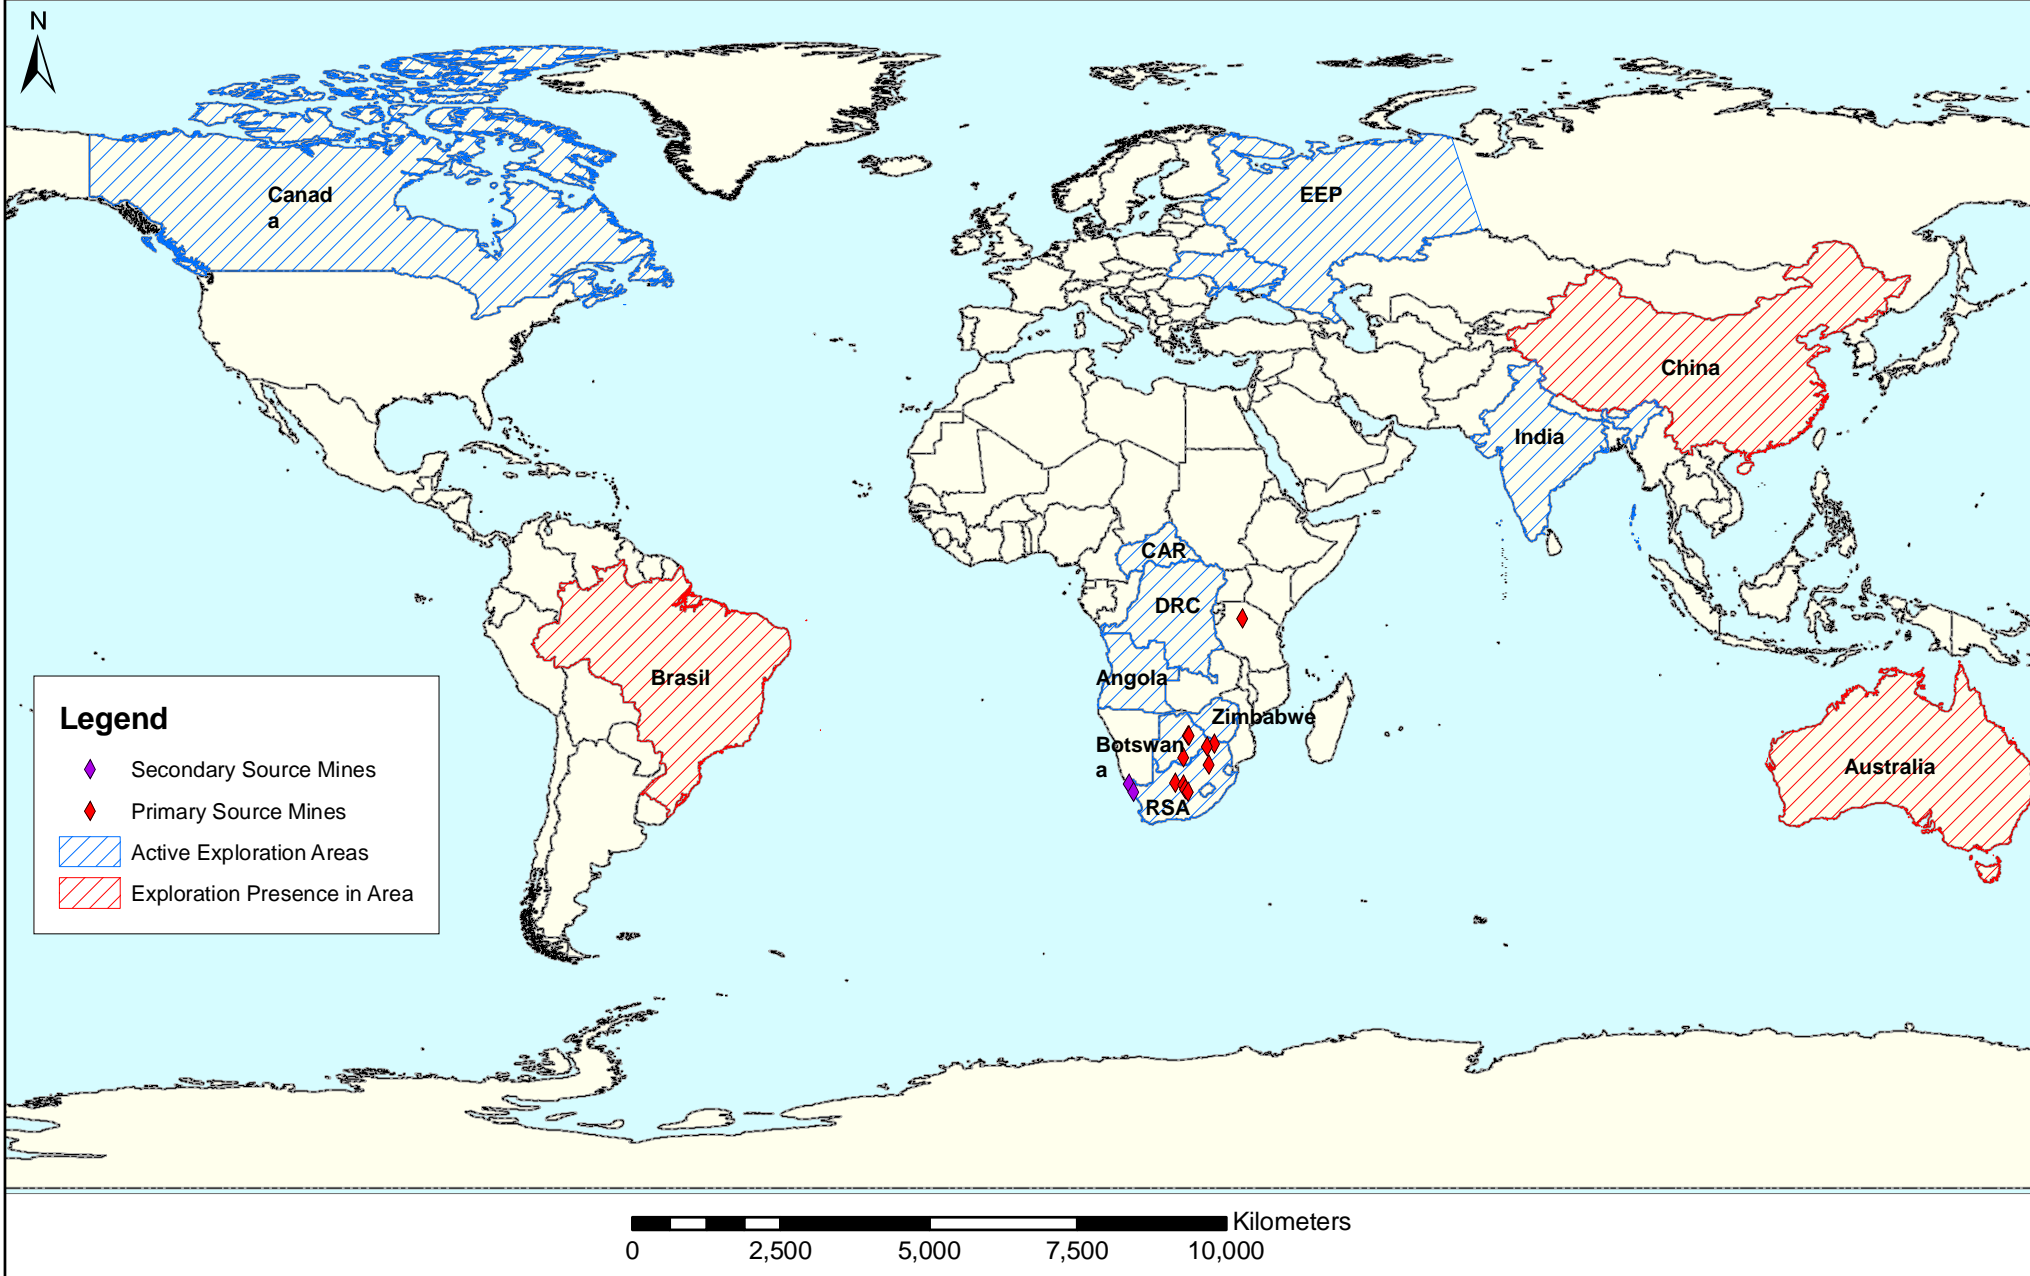 N
Canad
a
EEP
China
India
CAR
DRC
Brasil
Angola
Zimbabwe
Botswan
a
Australia
RSA
Legend
Secondary Source Mines
Primary Source Mines
Active Exploration Areas
Exploration Presence in Area
Kilometers
0 2,500 5,000 7,500 10,000